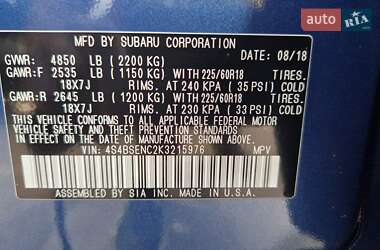 auto RIA
MFD BY SUBARU CORPORATION
GVWR: 4850 LB (2200 KG) DATE: 08/18
GAWR:F 2535 LB (1150 KG) WITH 225/60R18 TIRES.
18X7J RIMS. AT 240 KPA ( 35 PSI) COLD.
GAWR:R 2645 LB (1200 KG) WITH 225/60R18 TIRES.
18X7J RIMS. AT 230 KPA ( 33 PSI) COLD.
THIS VEHICLE CONFORMS TO ALL APPLICABLE FEDERAL
MOTOR VEHICLE SAFETY, BUMPER, AND THEFT PREVENTION
STANDARDS IN EFFECT ON THE DATE OF
MANUFACTURE SHOWN ABOVE.
VIN: 4S4BSENC2K3215976 MPV
ASSEMBLED BY SIA INC. MADE IN U.S.A.